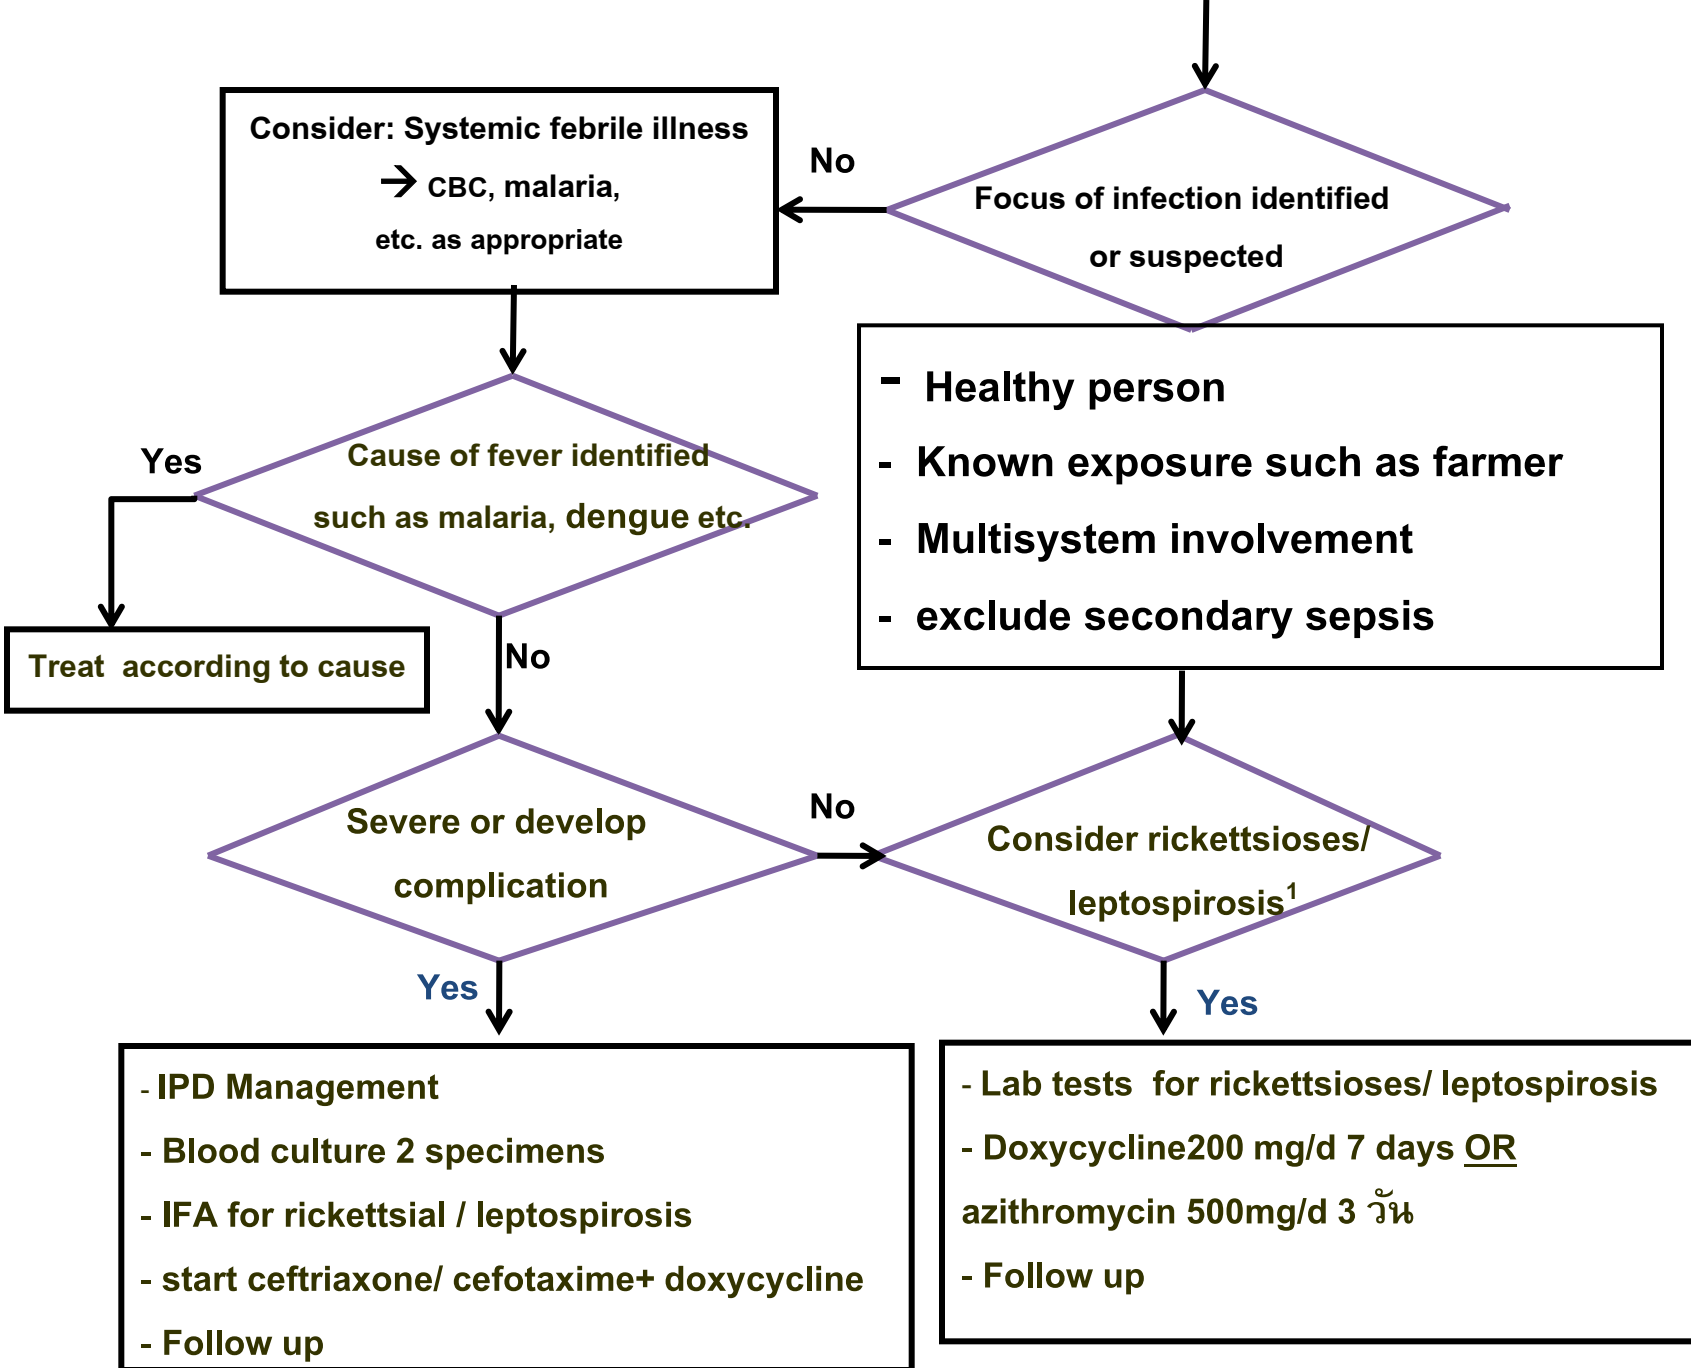 Consider: Systemic febrile illness
→ CBC, malaria,
etc. as appropriate
No
Focus of infection identified
or suspected
- Healthy person
- Known exposure such as farmer
- Multisystem involvement
- exclude secondary sepsis
Yes
Cause of fever identified
such as malaria, dengue etc.
Treat according to cause
No
Severe or develop
complication
No
Consider rickettsioses/
leptospirosis¹
Yes
Yes
- IPD Management
- Blood culture 2 specimens
- IFA for rickettsial / leptospirosis
- start ceftriaxone/ cefotaxime+ doxycycline
- Follow up
- Lab tests for rickettsioses/ leptospirosis
- Doxycycline200 mg/d 7 days OR
azithromycin 500mg/d 3 วัน
- Follow up